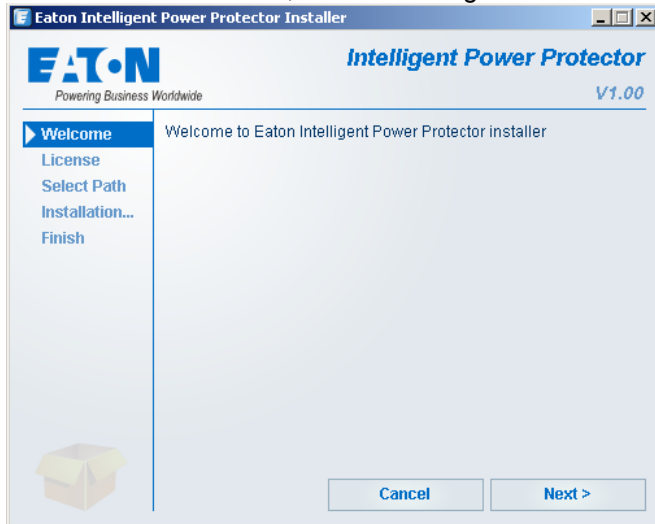 Eaton Intelligent Power Protector Installer
EATON
Powering Business Worldwide
Intelligent Power Protector
V1.00
Welcome
License
Select Path
Installation...
Finish
Welcome to Eaton Intelligent Power Protector installer
Cancel
Next >